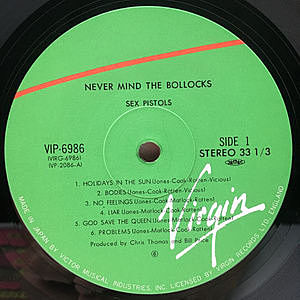 NEVER MIND THE BOLLOCKS
SEX PISTOLS
VIP-6986
(VIRG-6986)
(VIP-2086-A)
SIDE 1
STEREO 33 1/3
1. HOLIDAYS IN THE SUN (Jones-Cook-Rotten-Vicious)
2. BODIES (Jones-Cook-Rotten-Vicious)
3. NO FEELINGS (Jones-Matlock-Cook-Rotten)
4. LIAR (Jones-Matlock-Cook-Rotten)
5. GOD SAVE THE QUEEN (Jones-Matlock-Cook-Rotten)
6. PROBLEMS (Jones-Matlock-Cook-Rotten)
Produced by Chris Thomas and Bill Price
Virgin
MADE IN JAPAN BY VICTOR MUSICAL INDUSTRIES, INC. LICENSED BY VIRGIN RECORDS LTD. ENGLAND